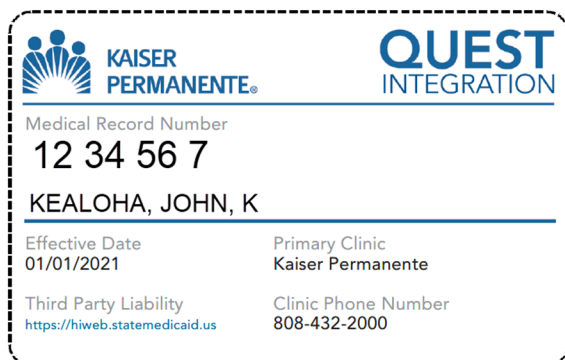 KAISER
PERMANENTE®
QUEST
INTEGRATION
Medical Record Number
12 34 56 7
KEALOHA, JOHN, K
Effective Date
01/01/2021
Primary Clinic
Kaiser Permanente
Third Party Liability
https://hiweb.statemedicaid.us
Clinic Phone Number
808-432-2000